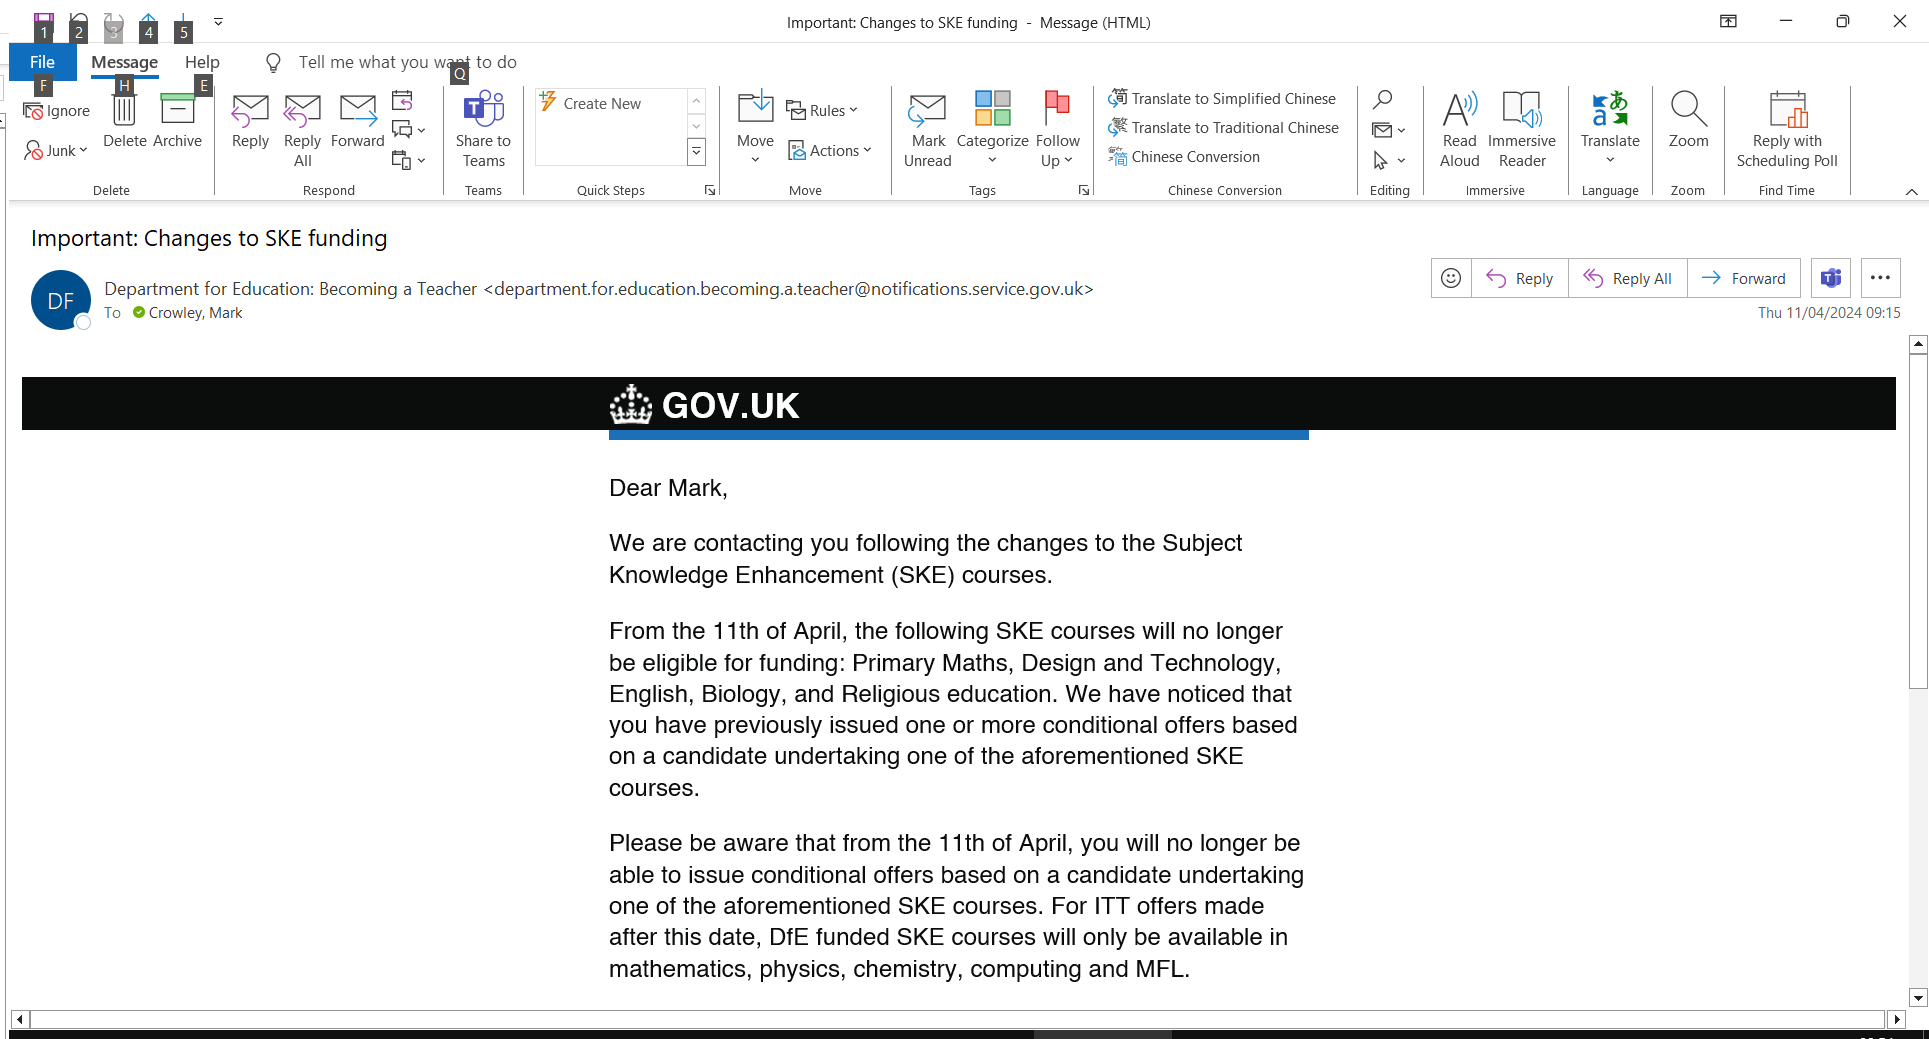 1 2 3 4 5 Important: Changes to SKE funding - Message (HTML)
File Message Help Tell me what you want to do
F H E Q
Ignore
Junk
Delete Archive
Delete
Reply Reply All Forward
Respond
Share to Teams
Teams
Create New
Quick Steps
Move
Rules
Actions
Move
Mark Unread Categorize Follow Up
Tags
Translate to Simplified Chinese
Translate to Traditional Chinese
Chinese Conversion
Chinese Conversion
Editing
Read Aloud Immersive Reader
Immersive
Translate
Language
Zoom
Zoom
Reply with Scheduling Poll
Find Time
Important: Changes to SKE funding
DF
Department for Education: Becoming a Teacher <department.for.education.becoming.a.teacher@notifications.service.gov.uk>
To Crowley, Mark
Reply Reply All Forward
Thu 11/04/2024 09:15
GOV.UK
Dear Mark,
We are contacting you following the changes to the Subject
Knowledge Enhancement (SKE) courses.
From the 11th of April, the following SKE courses will no longer
be eligible for funding: Primary Maths, Design and Technology,
English, Biology, and Religious education. We have noticed that
you have previously issued one or more conditional offers based
on a candidate undertaking one of the aforementioned SKE
courses.
Please be aware that from the 11th of April, you will no longer be
able to issue conditional offers based on a candidate undertaking
one of the aforementioned SKE courses. For ITT offers made
after this date, DfE funded SKE courses will only be available in
mathematics, physics, chemistry, computing and MFL.